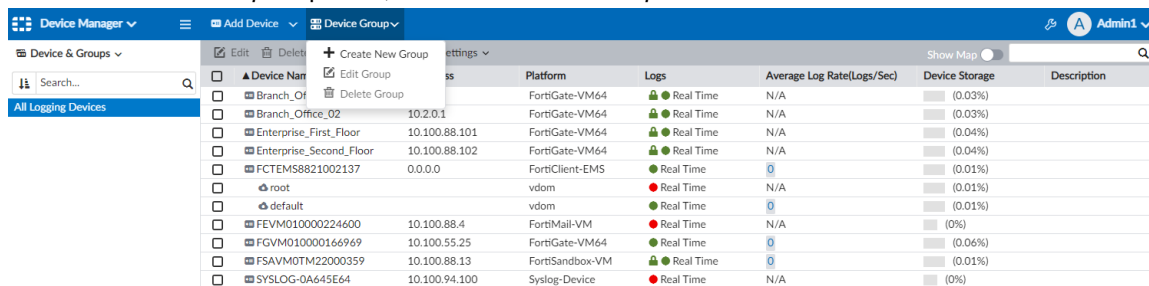 Device Manager Add Device Device Group Admin1
Device & Groups Edit Delet ettings Show Map
Search... Device Nam ss Platform Logs Average Log Rate(Logs/Sec) Device Storage Description
Create New Group
Edit Group
Delete Group
All Logging Devices
Branch_Of FortiGate-VM64 Real Time N/A (0.03%)
Branch_Office_02 10.2.0.1 FortiGate-VM64 Real Time N/A (0.03%)
Enterprise_First_Floor 10.100.88.101 FortiGate-VM64 Real Time N/A (0.04%)
Enterprise_Second_Floor 10.100.88.102 FortiGate-VM64 Real Time N/A (0.04%)
FCTEMS8821002137 0.0.0.0 FortiClient-EMS Real Time 0 (0.01%)
root vdom Real Time N/A (0.01%)
default vdom Real Time 0 (0.01%)
FEVM010000224600 10.100.88.4 FortiMail-VM Real Time N/A (0%)
FGVM010000166969 10.100.55.25 FortiGate-VM64 Real Time 0 (0.06%)
FSAVM0TM22000359 10.100.88.13 FortiSandbox-VM Real Time 0 (0.01%)
SYSLOG-0A645E64 10.100.94.100 Syslog-Device Real Time N/A (0%)